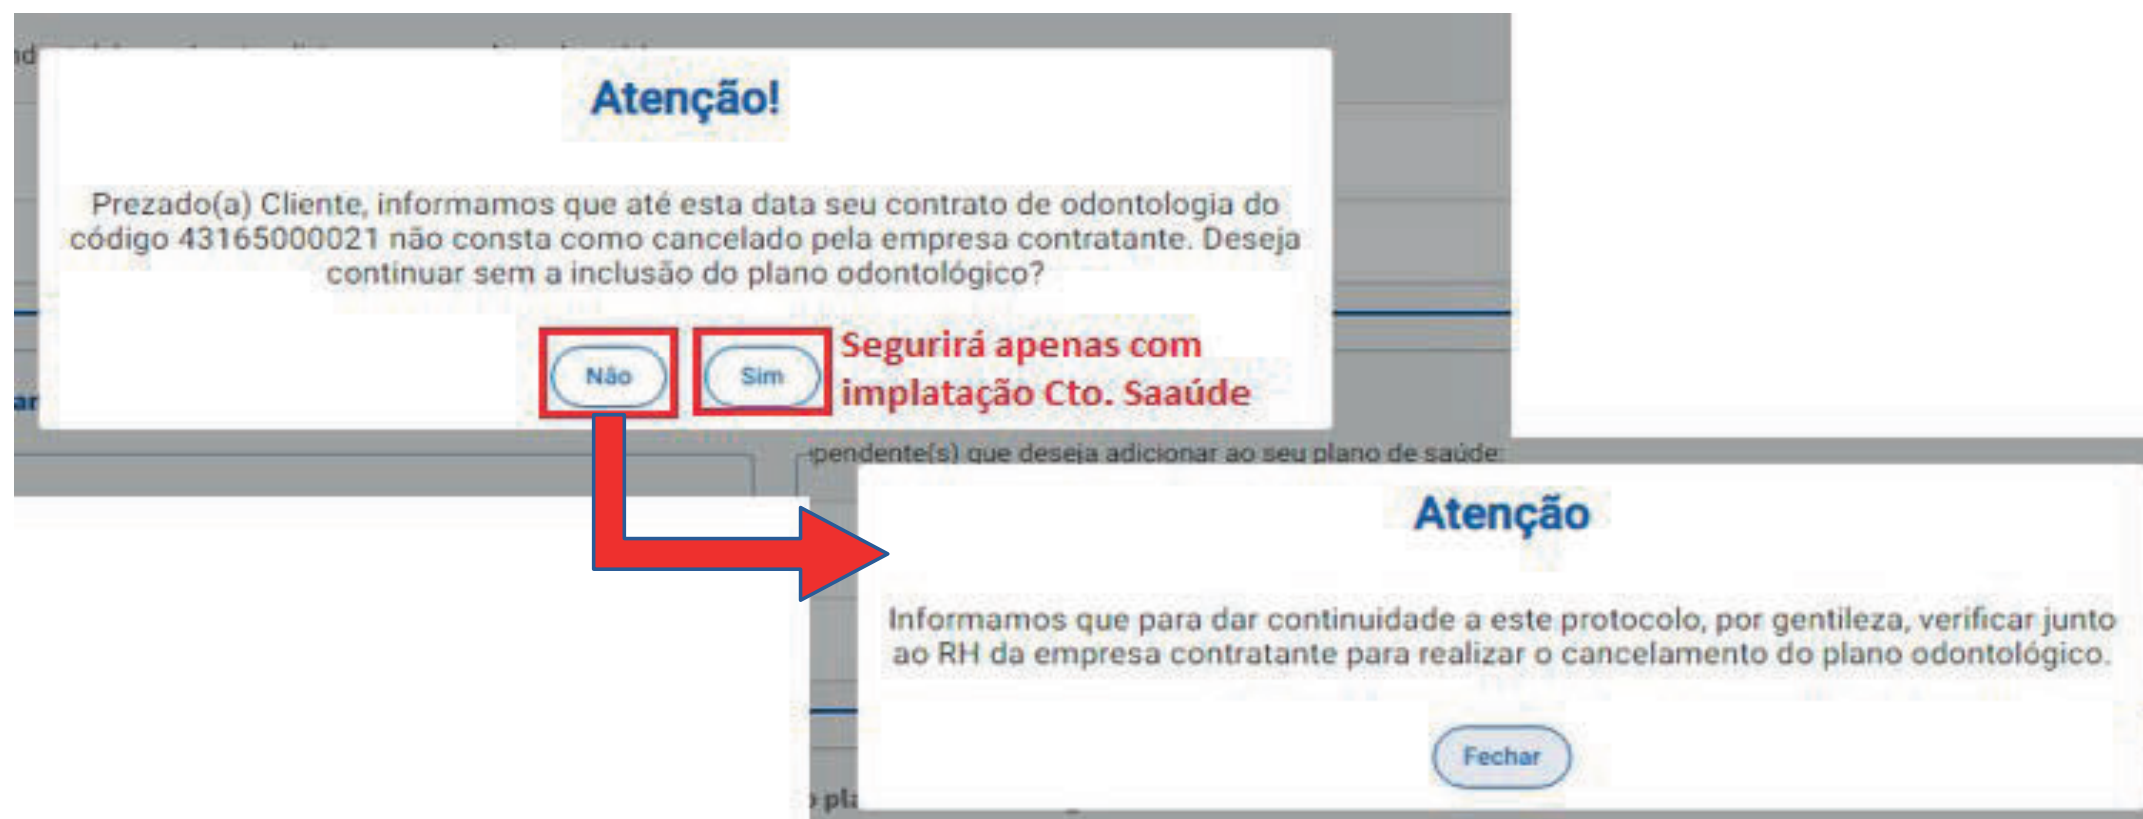 Atenção!
Prezado(a) Cliente, informamos que até esta data seu contrato de odontologia do
código 43165000021 não consta como cancelado pela empresa contratante. Deseja
continuar sem a inclusão do plano odontológico?
Não
Sim
Segurirá apenas com
implatação Cto. Saaúde
ar
pendente(s) que deseja adicionar ao seu plano de saúde:
Atenção
Informamos que para dar continuidade a este protocolo, por gentileza, verificar junto
ao RH da empresa contratante para realizar o cancelamento do plano odontológico.
Fechar